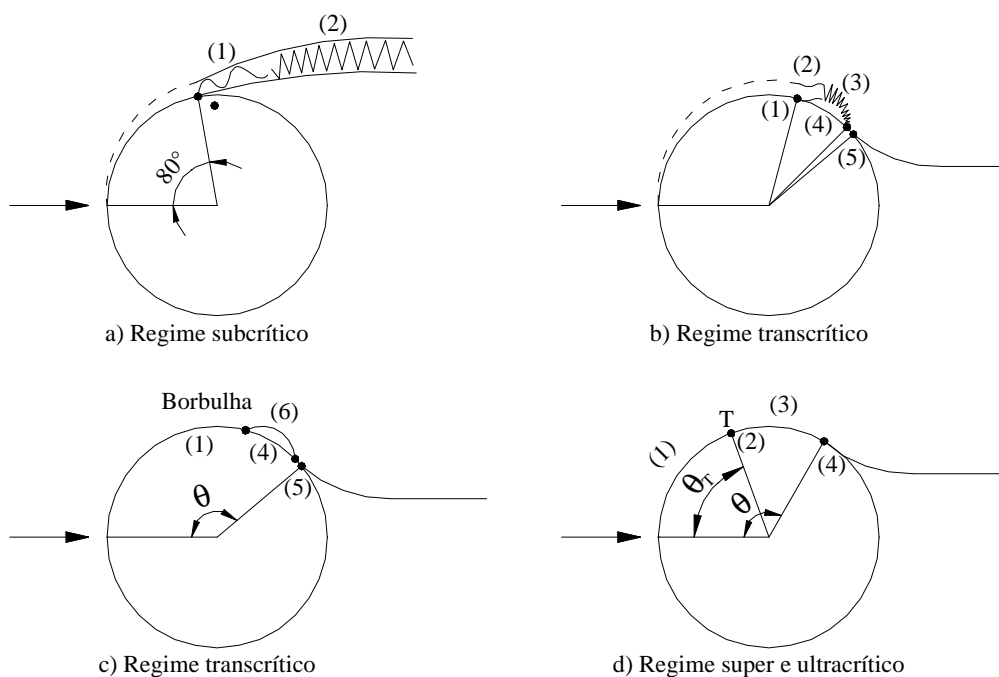 (1)
(2)
80°
a) Regime subcrítico
(2)
(3)
(1)
(4)
(5)
b) Regime transcrítico
Borbulha
(6)
(1)
(4)
(5)
θ
c) Regime transcrítico
T
(3)
(1)
(2)
(4)
θT
θ
d) Regime super e ultracrítico